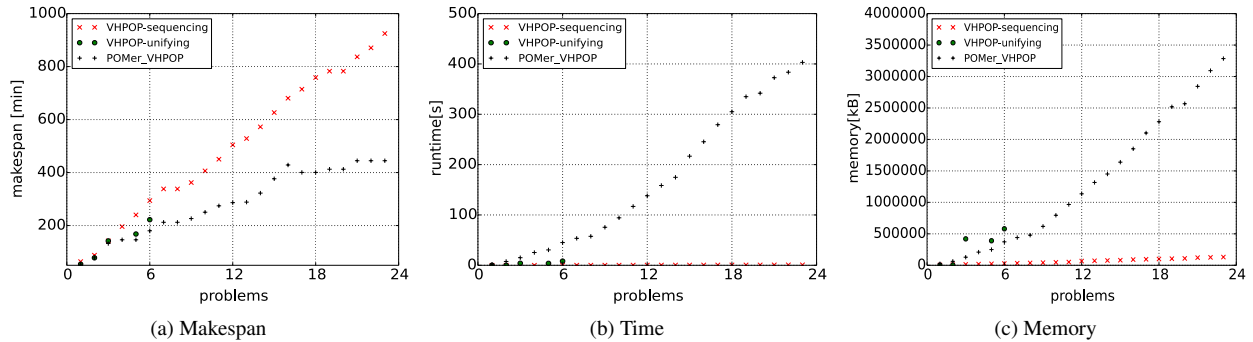 VHPOP-sequencing
VHPOP-unifying
POMer_VHPOP
makespan [min]
1000
800
600
400
200
0
6
12
18
24
problems
(a) Makespan
VHPOP-sequencing
VHPOP-unifying
POMer_VHPOP
runtime[s]
500
400
300
200
100
0
0
6
12
18
24
problems
(b) Time
VHPOP-sequencing
VHPOP-unifying
POMer_VHPOP
memory[kB]
4000000
3500000
3000000
2500000
2000000
1500000
1000000
500000
0
0
6
12
18
24
problems
(c) Memory